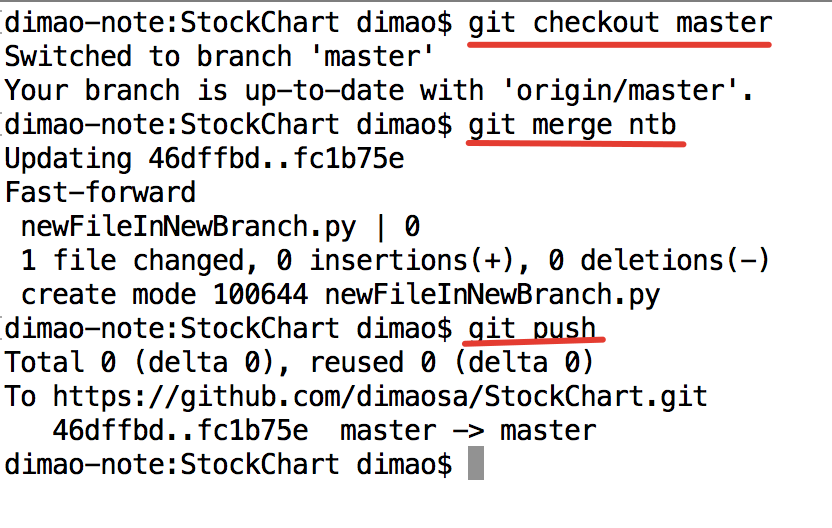 dimao-note:StockChart dimao$ git checkout master
Switched to branch 'master'
Your branch is up-to-date with 'origin/master'.
dimao-note:StockChart dimao$ git merge ntb
Updating 46dffbd..fc1b75e
Fast-forward
 newFileInNewBranch.py | 0
 1 file changed, 0 insertions(+), 0 deletions(-)
 create mode 100644 newFileInNewBranch.py
dimao-note:StockChart dimao$ git push
Total 0 (delta 0), reused 0 (delta 0)
To https://github.com/dimaosa/StockChart.git
   46dffbd..fc1b75e  master -> master
dimao-note:StockChart dimao$